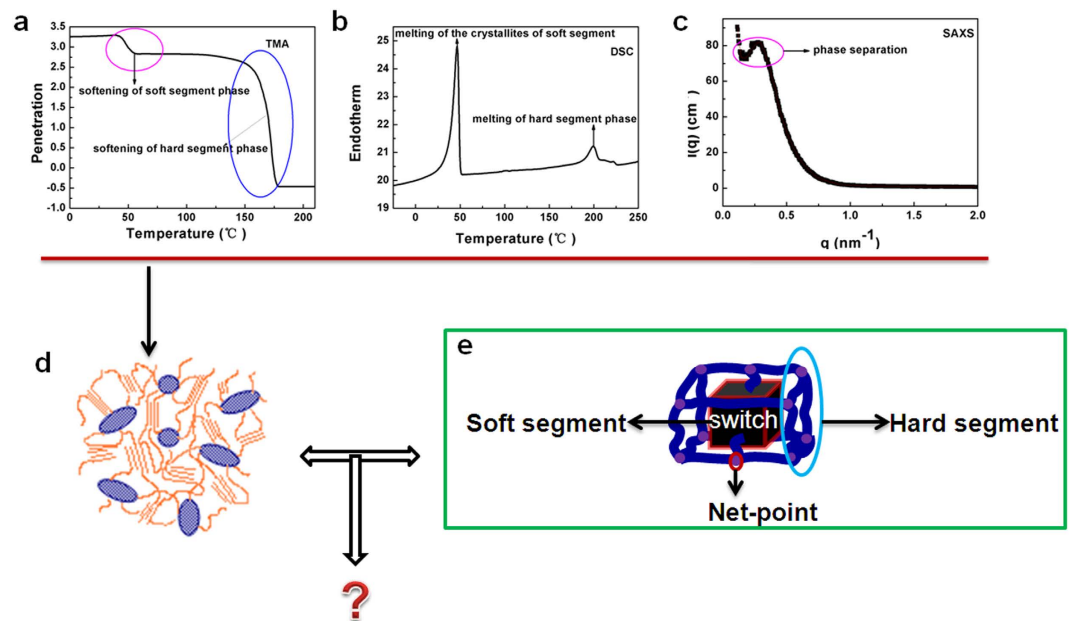 a
3.5
3.0
2.5
2.0
1.5
1.0
0.5
0.0
-0.5
-1.0
Penetration
TMA
softening of soft segment phase
softening of hard segment phase
0 50 100 150 200
Temperature (℃)
b
26
25
24
23
22
21
20
19
Endotherm
melting of the crystallites of soft segment
DSC
melting of hard segment phase
0 50 100 150 200 250
Temperature (℃)
c
80
60
40
20
0
I(q) (cm )
SAXS
phase separation
0.0 0.5 1.0 1.5 2.0
q (nm-1)
d
?
e
Soft segment
switch
Hard segment
Net-point